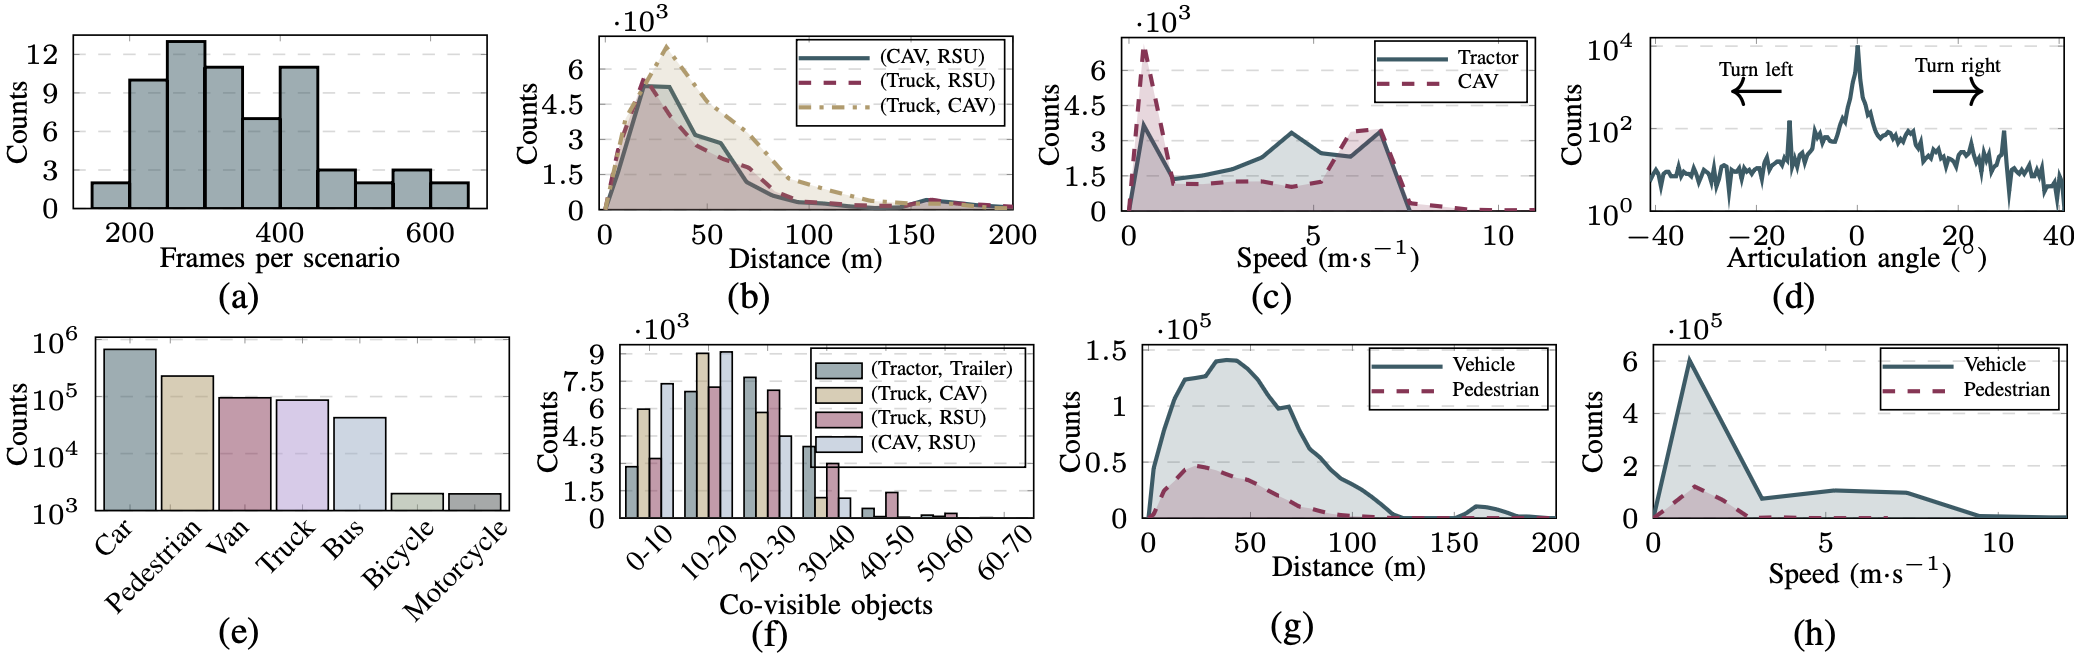 Counts
12
9
6
3
0
200 400 600
Frames per scenario
(a)
·10³
Counts
6
4.5
3
1.5
0
(CAV, RSU)
(Truck, RSU)
(Truck, CAV)
0 50 100 150 200
Distance (m)
(b)
·10³
Counts
6
4.5
3
1.5
0
Tractor
CAV
0 5 10
Speed (m·s⁻¹)
(c)
Counts
10⁴
10²
10⁰
Turn left
Turn right
−40 −20 0 20 40
Articulation angle (°)
(d)
Counts
10⁶
10⁵
10⁴
10³
Car
Pedestrian
Van
Truck
Bus
Bicycle
Motorcycle
(e)
·10³
Counts
9
7.5
6
4.5
3
1.5
0
(Tractor, Trailer)
(Truck, CAV)
(Truck, RSU)
(CAV, RSU)
0-10
10-20
20-30
30-40
40-50
50-60
60-70
Co-visible objects
(f)
·10⁵
Counts
1.5
1
0.5
0
Vehicle
Pedestrian
0 50 100 150 200
Distance (m)
(g)
·10⁵
Counts
6
4
2
0
Vehicle
Pedestrian
0 5 10
Speed (m·s⁻¹)
(h)